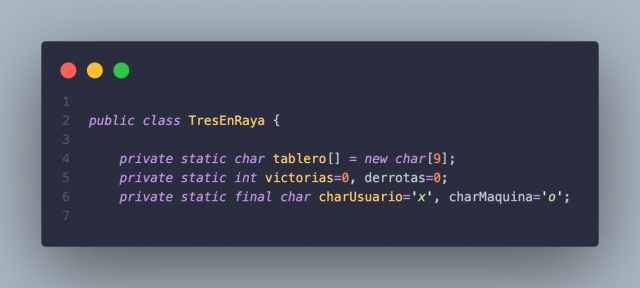 1
2 public class TresEnRaya {
3
4 private static char tablero[] = new char[9];
5 private static int victorias=0, derrotas=0;
6 private static final char charUsuario='x', charMaquina='o';
7